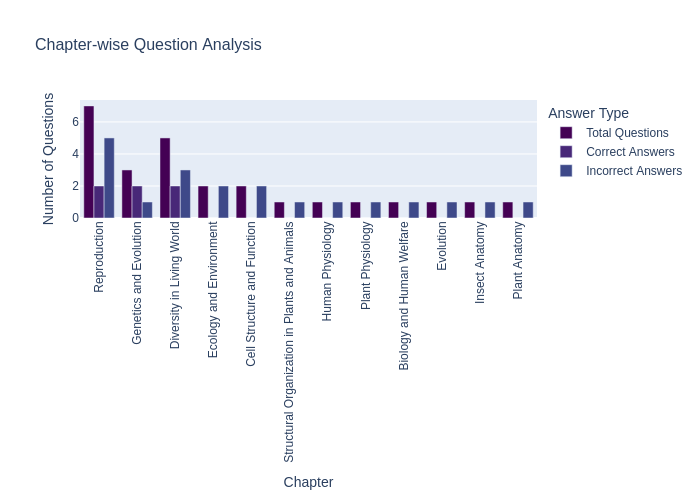 Chapter-wise Question Analysis
Number of Questions
6
4
2
0
Answer Type
Total Questions
Correct Answers
Incorrect Answers
Reproduction
Genetics and Evolution
Diversity in Living World
Ecology and Environment
Cell Structure and Function
Structural Organization in Plants and Animals
Human Physiology
Plant Physiology
Biology and Human Welfare
Evolution
Insect Anatomy
Plant Anatomy
Chapter